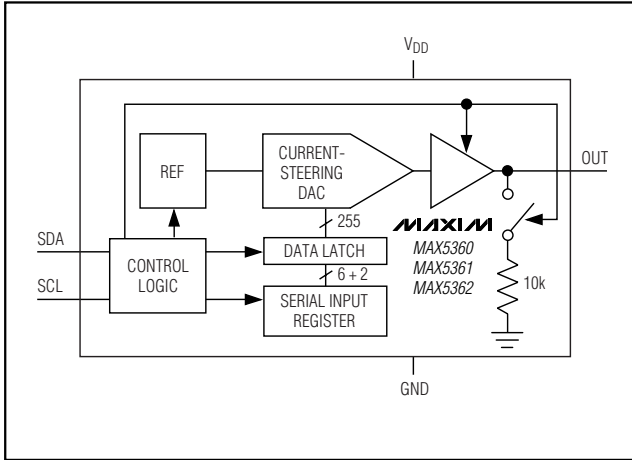 VDD
REF
CURRENT-
STEERING
DAC
OUT
255
MAXIM
SDA
DATA LATCH
MAX5360
CONTROL
LOGIC
6 + 2
MAX5361
SCL
SERIAL INPUT
REGISTER
MAX5362
10k
GND